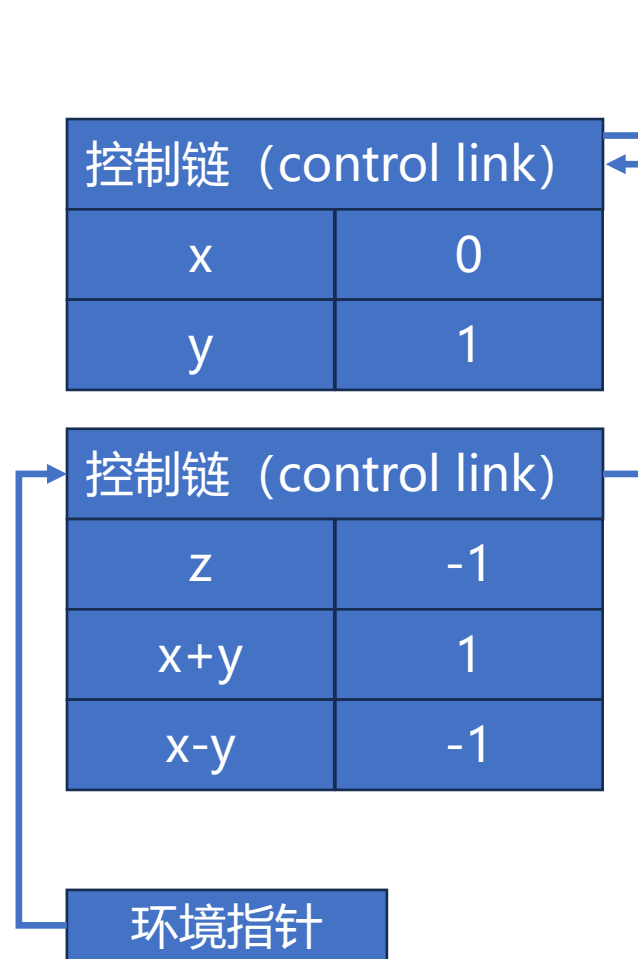 控制链（control link）
x 0
y 1
控制链（control link）
z -1
x+y 1
x-y -1
环境指针